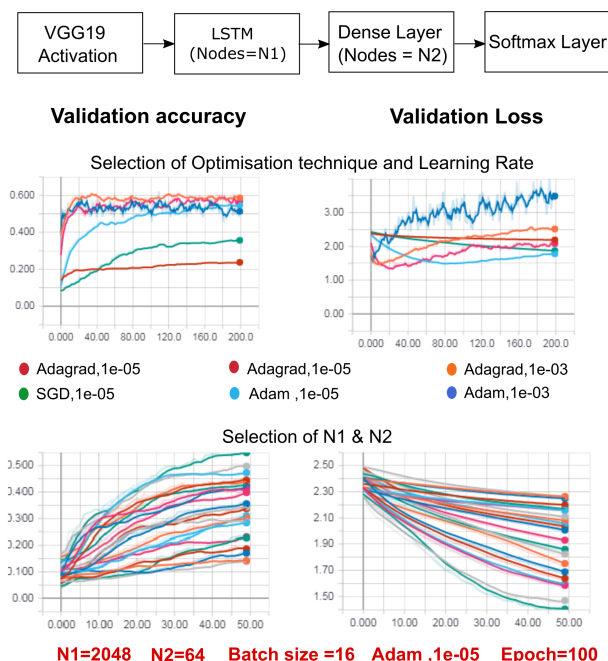 VGG19 Activation
LSTM (Nodes=N1)
Dense Layer (Nodes = N2)
Softmax Layer
Validation accuracy
Validation Loss
Selection of Optimisation technique and Learning Rate
0.600
0.400
0.200
0.00
0.000 40.00 80.00 120.0 160.0 200.0
3.00
2.00
1.00
0.000 40.00 80.00 120.0 160.0 200.0
Adagrad,1e-05 Adagrad,1e-05 Adagrad,1e-03
SGD,1e-05 Adam ,1e-05 Adam,1e-03
Selection of N1 & N2
).500
).400
).300
).200
).100
0.00
0.000 10.00 20.00 30.00 40.00 50.00
2.50
2.30
2.10
1.90
1.70
1.50
0.000 10.00 20.00 30.00 40.00 50.00
N1=2048 N2=64 Batch size =16 Adam ,1e-05 Epoch=100